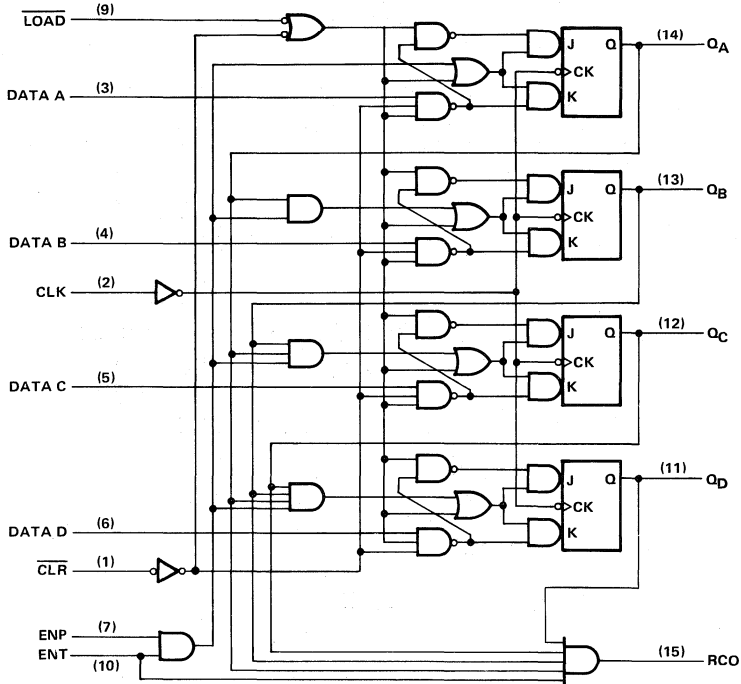 LOAD (9)
(14)
J Q QA
CK
DATA A (3)
K
(13)
J Q QB
CK
DATA B (4)
K
CLK (2)
(12)
J Q QC
CK
DATA C (5)
K
(11)
J Q QD
CK
DATA D (6)
K
CLR (1)
ENP (7)
ENT (15) RCO
(10)